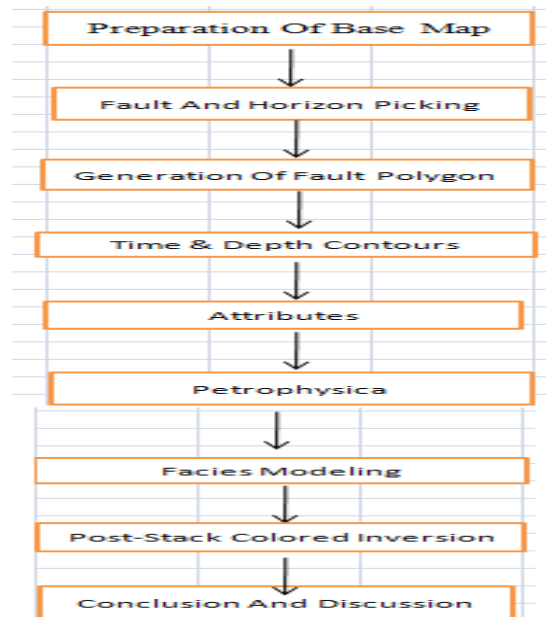 Preparation Of Base Map
Fault And Horizon Picking
Generation Of Fault Polygon
Time & Depth Contours
Attributes
Petrophysica
Facies Modeling
Post-Stack Colored Inversion
Conclusion And Discussion